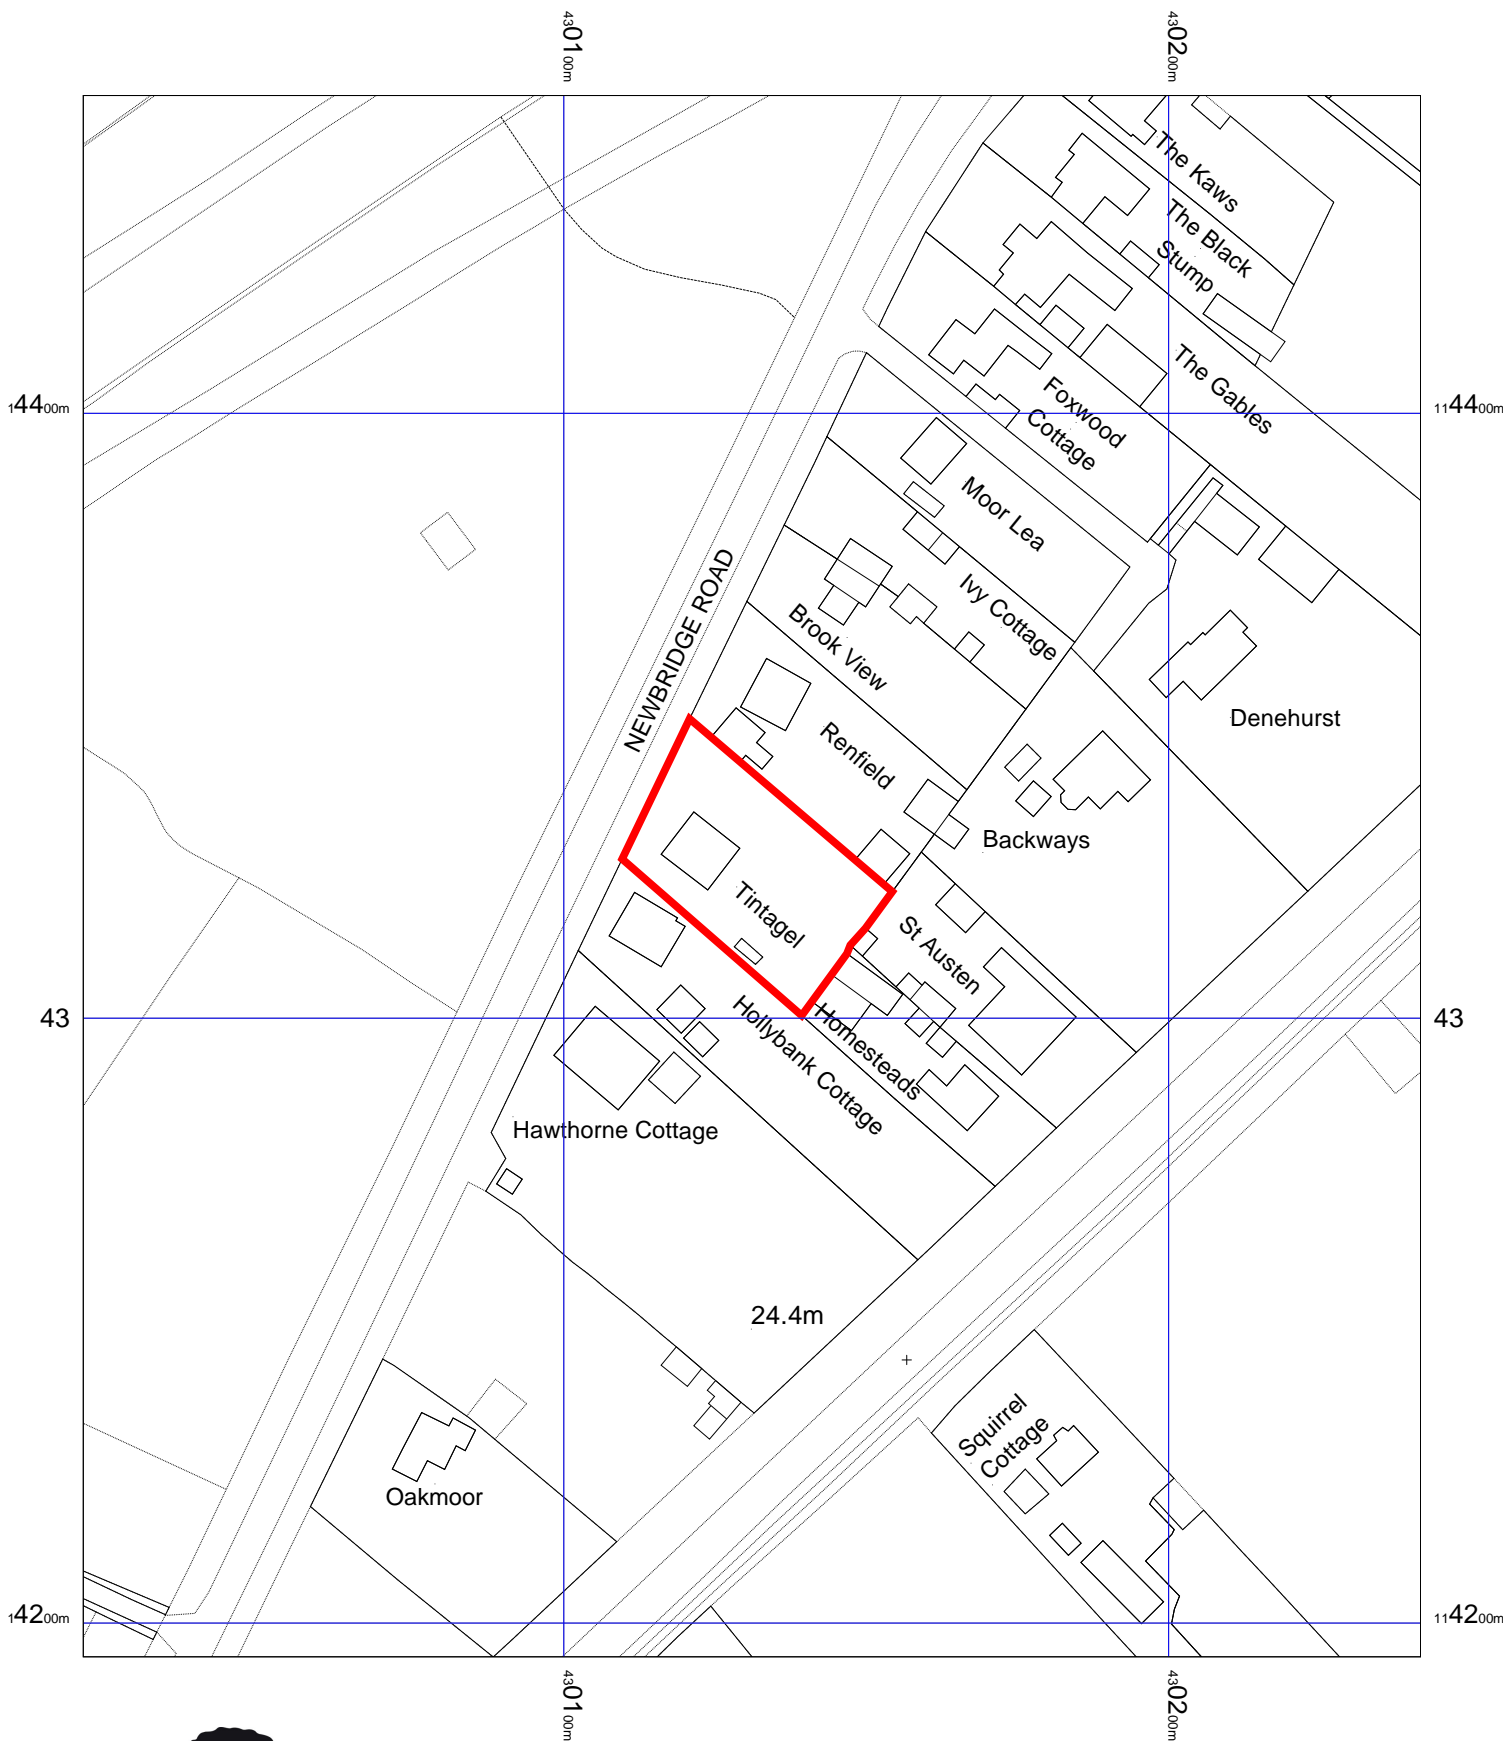 4301 00m
4302 00m
The Kaws
The Black
Stump
The Gables
144 00m
1144 00m
Foxwood
Cottage
Moor Lea
Ivy Cottage
NEWBRIDGE ROAD
Brook View
Denehurst
Renfield
Backways
Tintagel
St Austen
43
43
Hollybank Cottage
Homesteads
Hawthorne Cottage
24.4m
Squirrel
Cottage
Oakmoor
142 00m
1142 00m
4301 00m
4302 00m